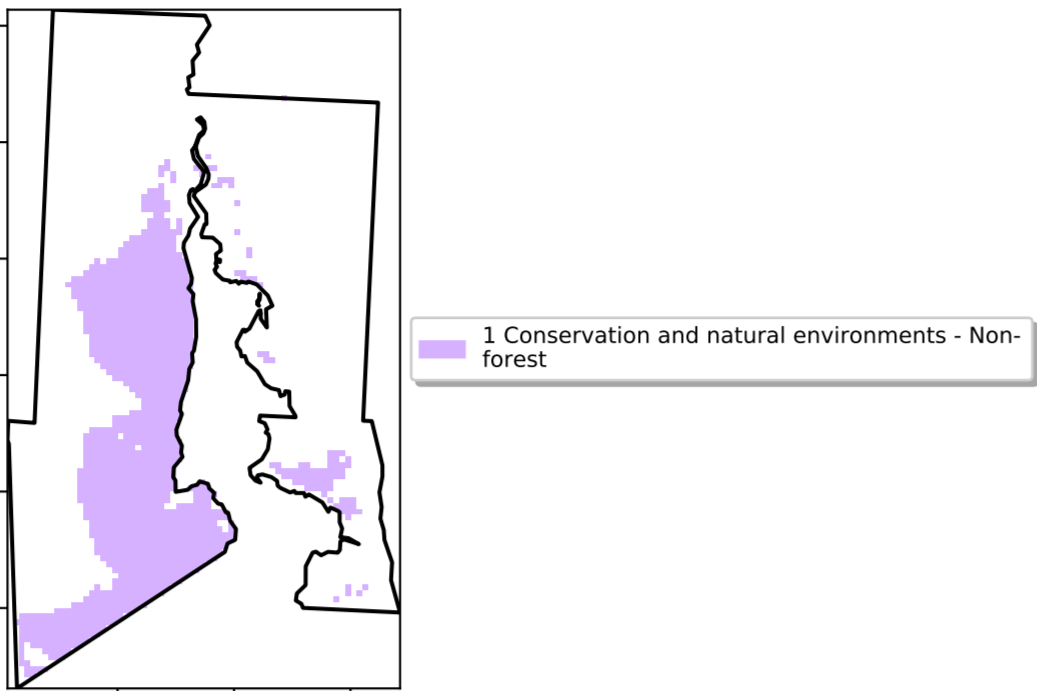 1 Conservation and natural environments - Non-
forest